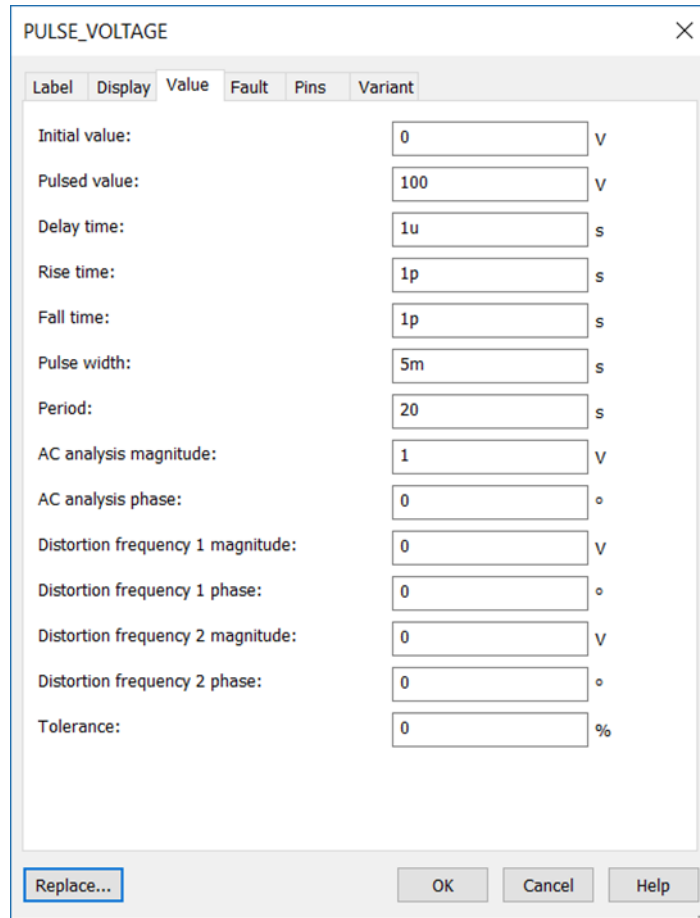 PULSE_VOLTAGE
Label Display Value Fault Pins Variant
Initial value: 0 V
Pulsed value: 100 V
Delay time: 1u s
Rise time: 1p s
Fall time: 1p s
Pulse width: 5m s
Period: 20 s
AC analysis magnitude: 1 V
AC analysis phase: 0 °
Distortion frequency 1 magnitude: 0 V
Distortion frequency 1 phase: 0 °
Distortion frequency 2 magnitude: 0 V
Distortion frequency 2 phase: 0 °
Tolerance: 0 %
Replace... OK Cancel Help